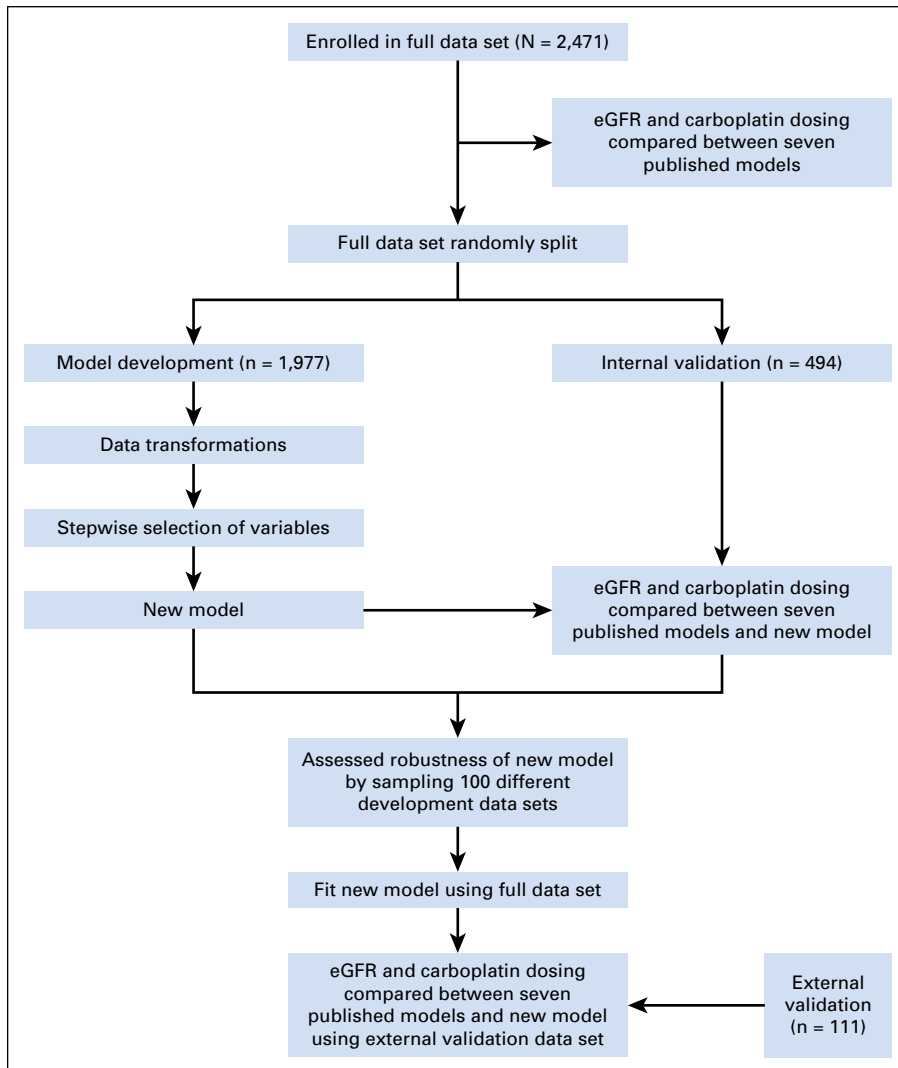 Enrolled in full data set (N = 2,471)
eGFR and carboplatin dosing
compared between seven
published models
Full data set randomly split
Model development (n = 1,977)
Internal validation (n = 494)
Data transformations
Stepwise selection of variables
New model
eGFR and carboplatin dosing
compared between seven
published models and new model
Assessed robustness of new model
by sampling 100 different
development data sets
Fit new model using full data set
eGFR and carboplatin dosing
compared between seven
published models and new model
using external validation data set
External
validation
(n = 111)